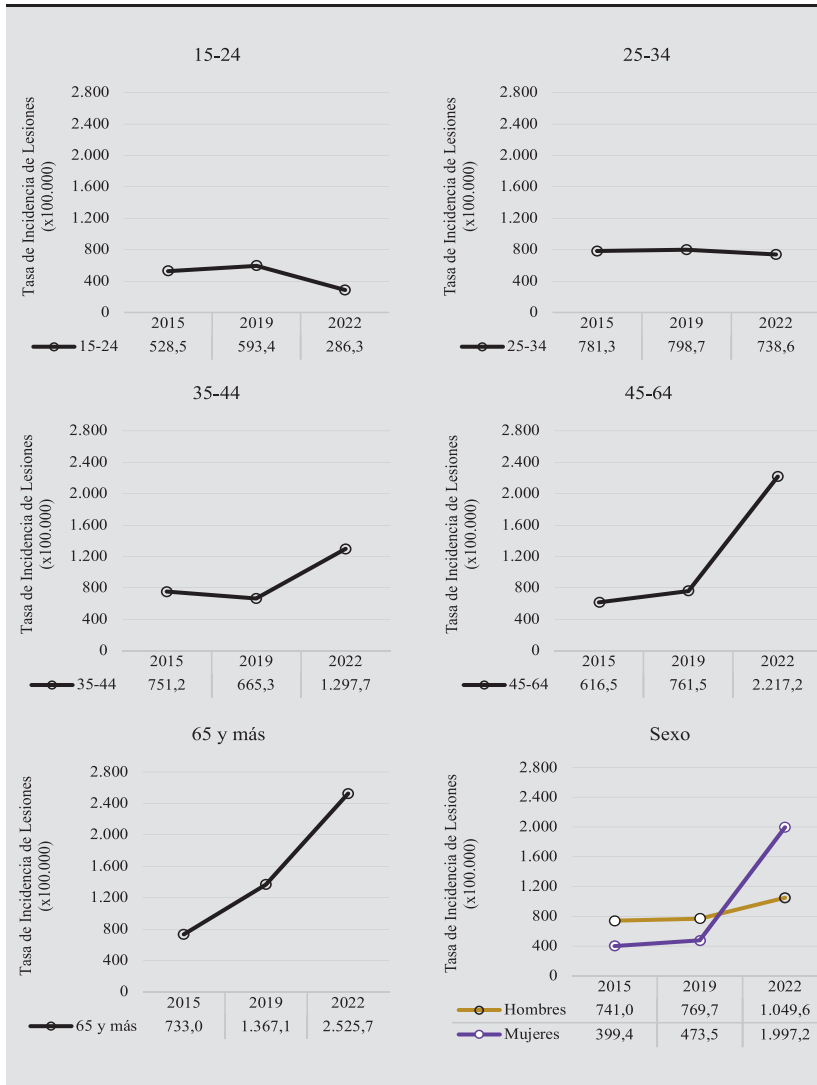 15-24
Tasa de Incidencia de Lesiones
(x100.000)
2.800
2.400
2.000
1.600
1.200
800
400
0
2015 2019 2022
15-24 528,5 593,4 286,3
25-34
Tasa de Incidencia de Lesiones
(x100.000)
2.800
2.400
2.000
1.600
1.200
800
400
0
2015 2019 2022
25-34 781,3 798,7 738,6
35-44
Tasa de Incidencia de Lesiones
(x100.000)
2.800
2.400
2.000
1.600
1.200
800
400
0
2015 2019 2022
35-44 751,2 665,3 1.297,7
45-64
Tasa de Incidencia de Lesiones
(x100.000)
2.800
2.400
2.000
1.600
1.200
800
400
0
2015 2019 2022
45-64 616,5 761,5 2.217,2
65 y más
Tasa de Incidencia de Lesiones
(x100.000)
2.800
2.400
2.000
1.600
1.200
800
400
0
2015 2019 2022
65 y más 733,0 1.367,1 2.525,7
Sexo
Tasa de Incidencia de Lesiones
(x100.000)
2.800
2.400
2.000
1.600
1.200
800
400
0
2015 2019 2022
Hombres 741,0 769,7 1.049,6
Mujeres 399,4 473,5 1.997,2